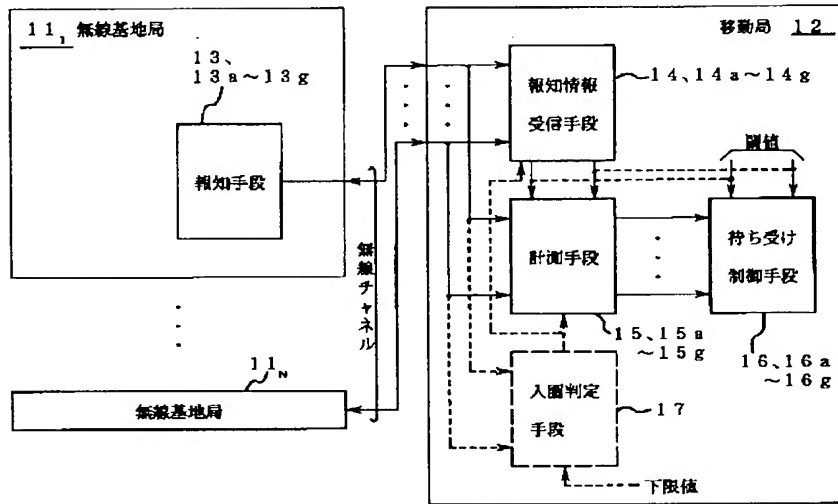 11₁ 無線基地局
13、
13a～13g
報知手段
無線チャネル
11N
無線基地局
移動局 12
報知情報
受信手段
14、14a～14g
閾値
計測手段
待ち受け
制御手段
15、15a
～15g
16、16a
～16g
入圏判定
手段
17
下限値